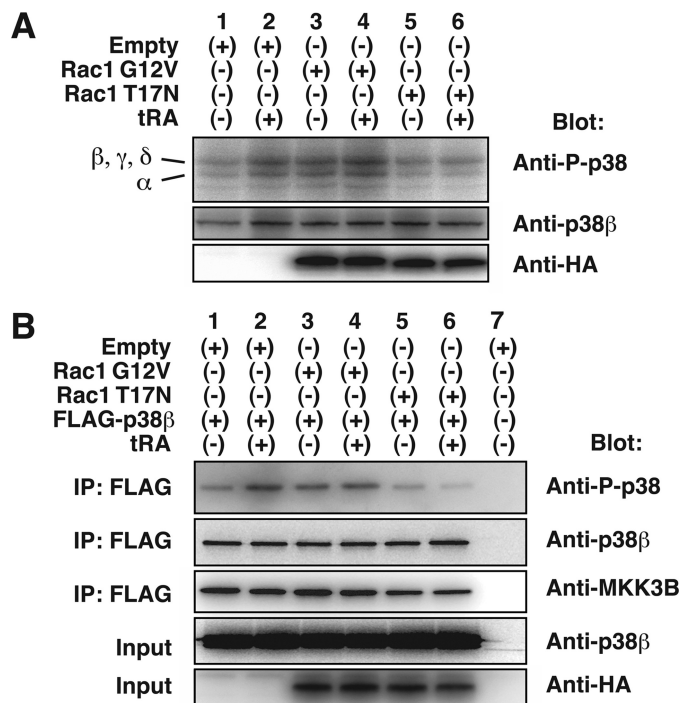 A
1 2 3 4 5 6
Empty (+) (+) (-) (-) (-) (-)
Rac1 G12V (-) (-) (+) (+) (-) (-)
Rac1 T17N (-) (-) (-) (-) (+) (+)
tRA (-) (+) (-) (+) (-) (+)
Blot:
β, γ, δ
α
Anti-P-p38
Anti-p38β
Anti-HA
B
1 2 3 4 5 6 7
Empty (+) (+) (-) (-) (-) (-) (+)
Rac1 G12V (-) (-) (+) (+) (-) (-) (-)
Rac1 T17N (-) (-) (-) (-) (+) (+) (-)
FLAG-p38β (+) (+) (+) (+) (+) (+) (-)
tRA (-) (+) (-) (+) (-) (+) (-)
Blot:
IP: FLAG Anti-P-p38
IP: FLAG Anti-p38β
IP: FLAG Anti-MKK3B
Input Anti-p38β
Input Anti-HA